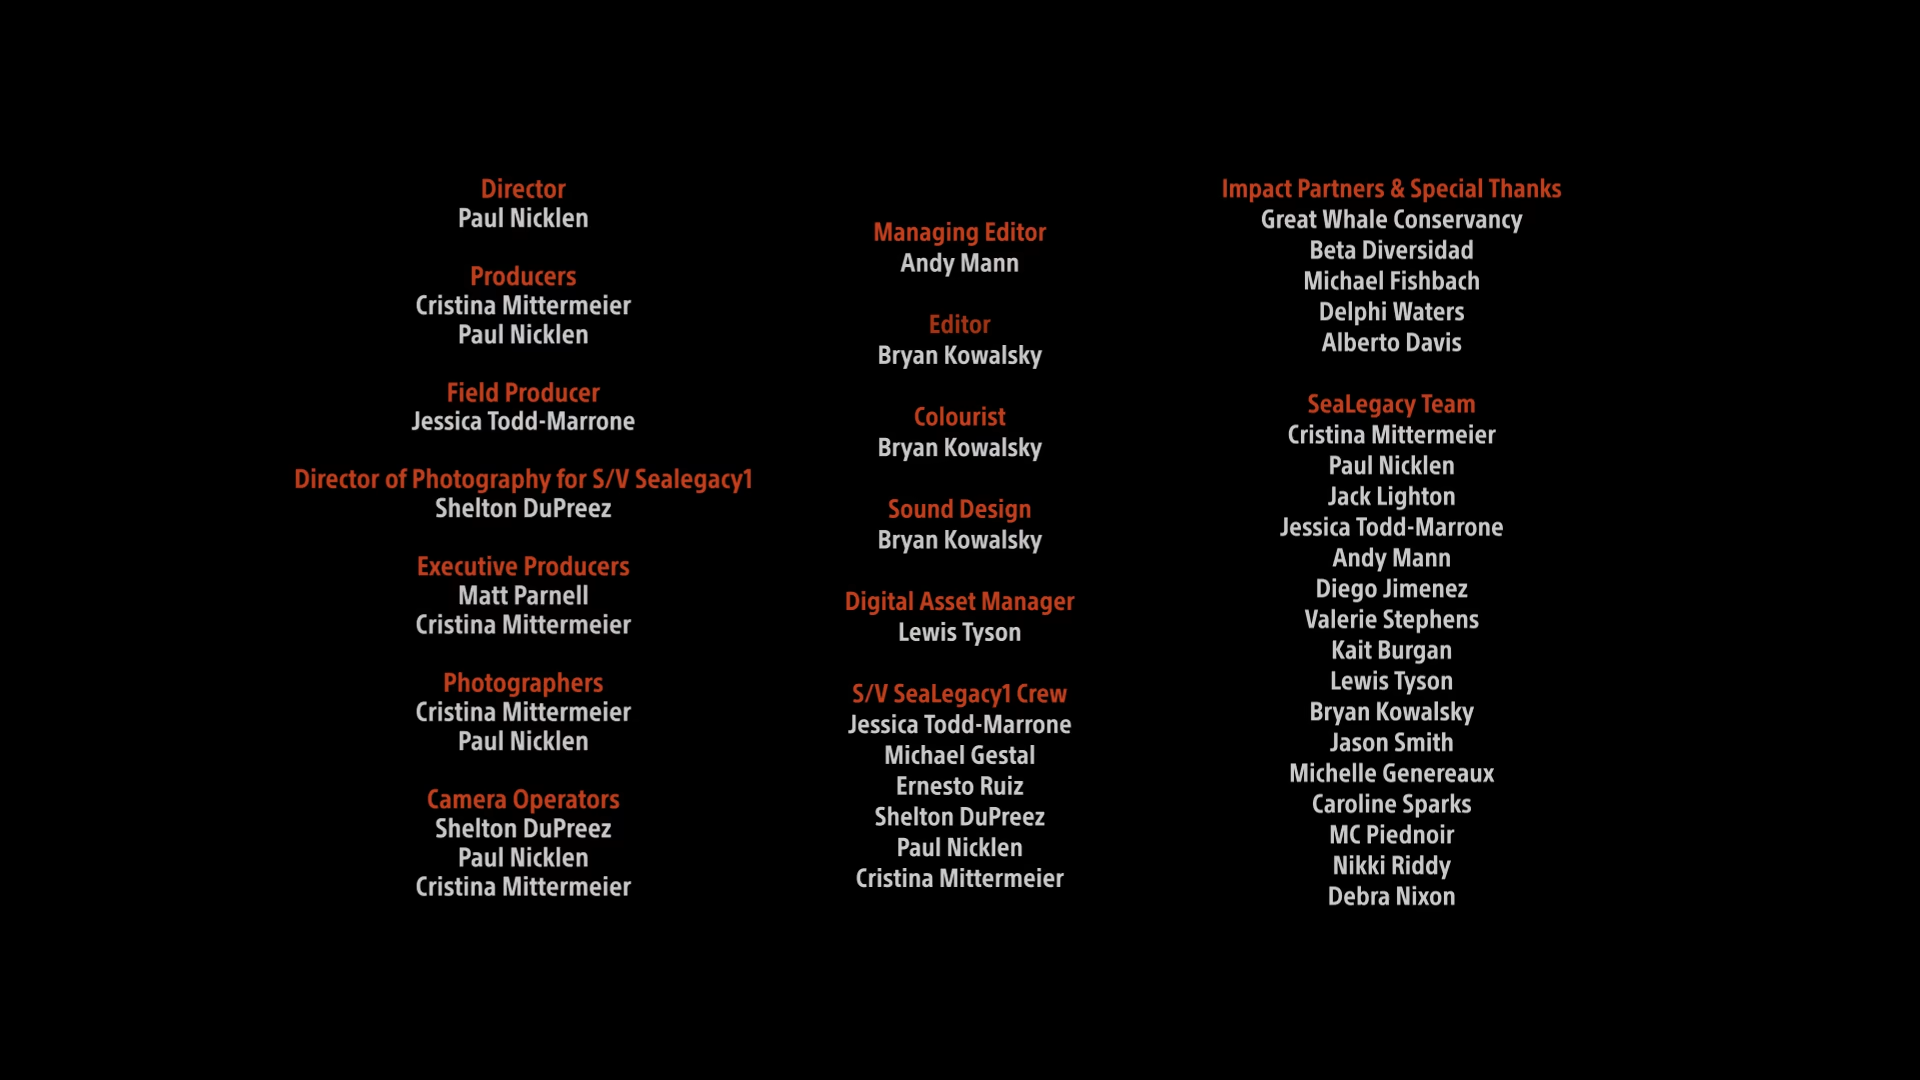 Director
Paul Nicklen
Producers
Cristina Mittermeier
Paul Nicklen
Field Producer
Jessica Todd-Marrone
Director of Photography for S/V Sealegacy1
Shelton DuPreez
Executive Producers
Matt Parnell
Cristina Mittermeier
Photographers
Cristina Mittermeier
Paul Nicklen
Camera Operators
Shelton DuPreez
Paul Nicklen
Cristina Mittermeier
Managing Editor
Andy Mann
Editor
Bryan Kowalsky
Colourist
Bryan Kowalsky
Sound Design
Bryan Kowalsky
Digital Asset Manager
Lewis Tyson
S/V SeaLegacy1 Crew
Jessica Todd-Marrone
Michael Gestal
Ernesto Ruiz
Shelton DuPreez
Paul Nicklen
Cristina Mittermeier
Impact Partners & Special Thanks
Great Whale Conservancy
Beta Diversidad
Michael Fishbach
Delphi Waters
Alberto Davis
SeaLegacy Team
Cristina Mittermeier
Paul Nicklen
Jack Lighton
Jessica Todd-Marrone
Andy Mann
Diego Jimenez
Valerie Stephens
Kait Burgan
Lewis Tyson
Bryan Kowalsky
Jason Smith
Michelle Genereaux
Caroline Sparks
MC Piednoir
Nikki Riddy
Debra Nixon